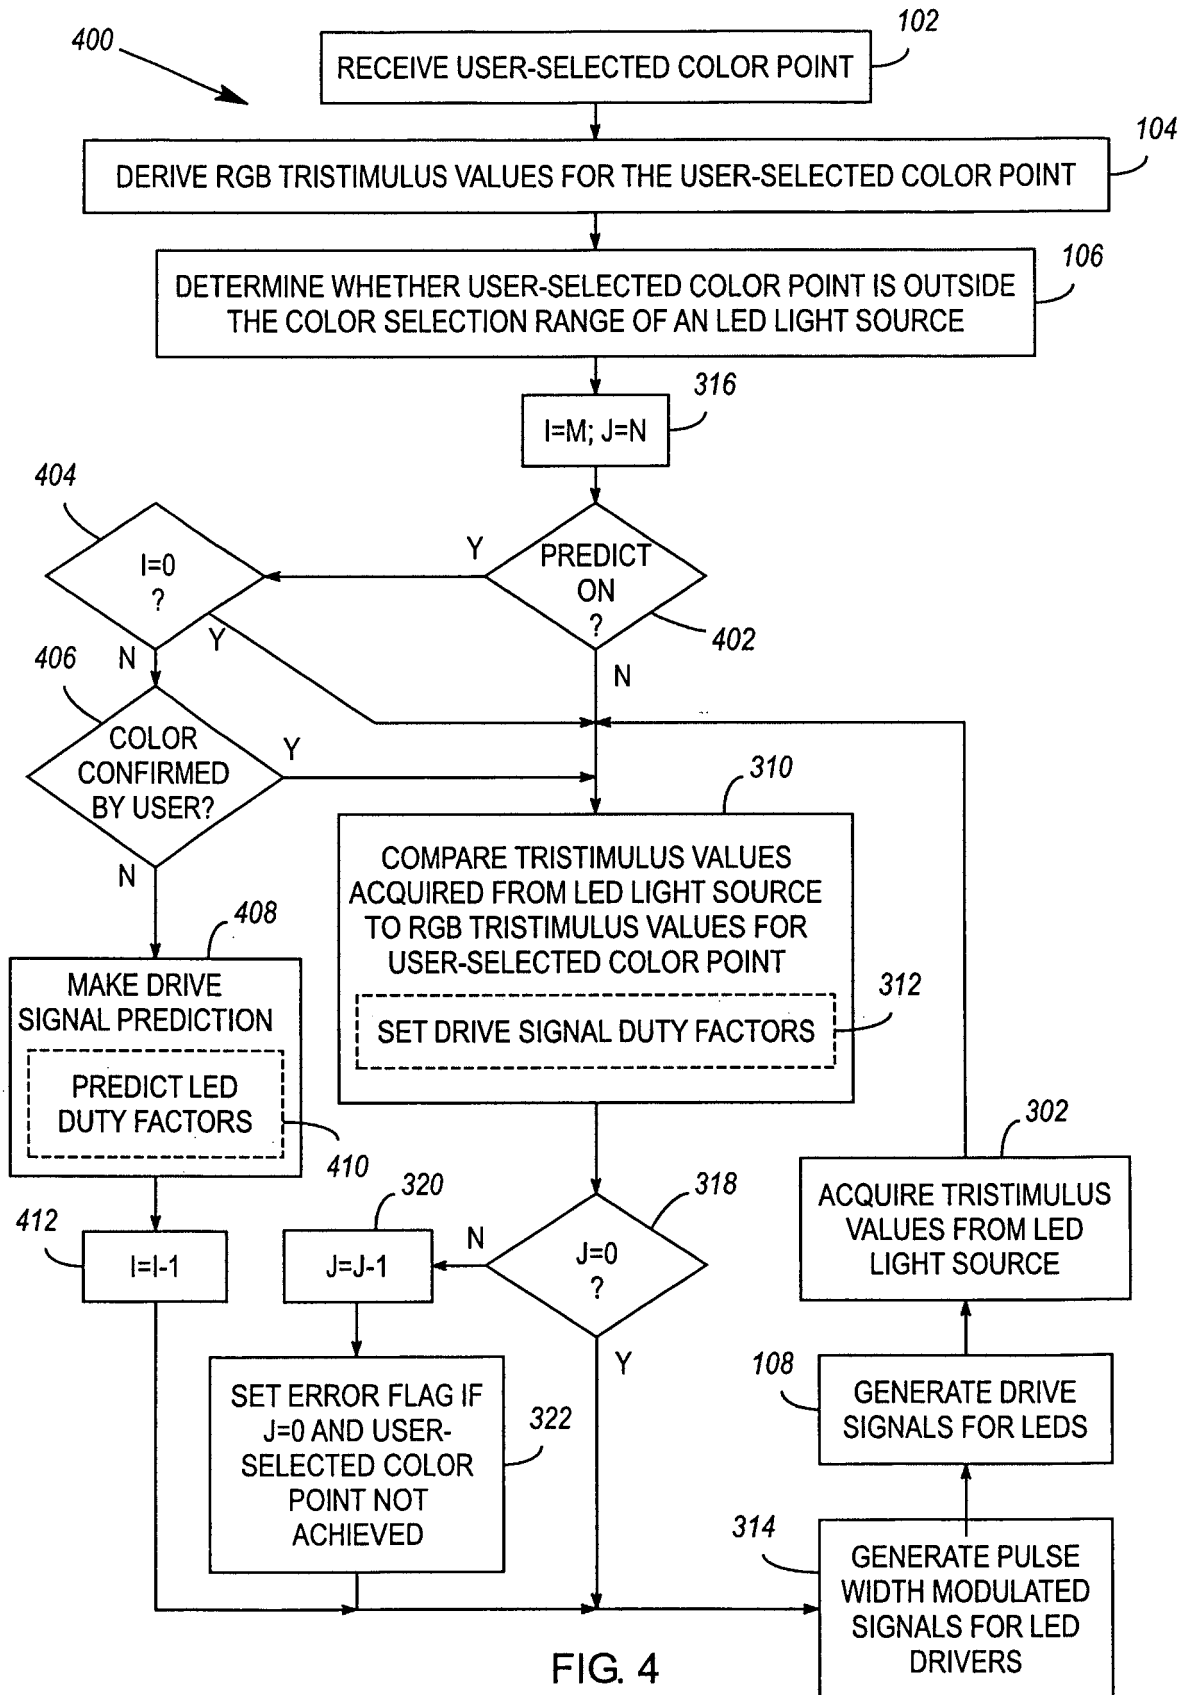 400
102
RECEIVE USER-SELECTED COLOR POINT
104
DERIVE RGB TRISTIMULUS VALUES FOR THE USER-SELECTED COLOR POINT
106
DETERMINE WHETHER USER-SELECTED COLOR POINT IS OUTSIDE
THE COLOR SELECTION RANGE OF AN LED LIGHT SOURCE
316
I=M; J=N
404
I=0
?
Y
PREDICT
ON
?
402
N
Y
N
406
COLOR
CONFIRMED
BY USER?
Y
N
310
COMPARE TRISTIMULUS VALUES
ACQUIRED FROM LED LIGHT SOURCE
TO RGB TRISTIMULUS VALUES FOR
USER-SELECTED COLOR POINT
312
SET DRIVE SIGNAL DUTY FACTORS
408
MAKE DRIVE
SIGNAL PREDICTION
PREDICT LED
DUTY FACTORS
410
412
I=I-1
320
J=J-1
N
318
J=0
?
Y
302
ACQUIRE TRISTIMULUS
VALUES FROM LED
LIGHT SOURCE
322
SET ERROR FLAG IF
J=0 AND USER-
SELECTED COLOR
POINT NOT
ACHIEVED
108
GENERATE DRIVE
SIGNALS FOR LEDS
314
GENERATE PULSE
WIDTH MODULATED
SIGNALS FOR LED
DRIVERS
FIG. 4